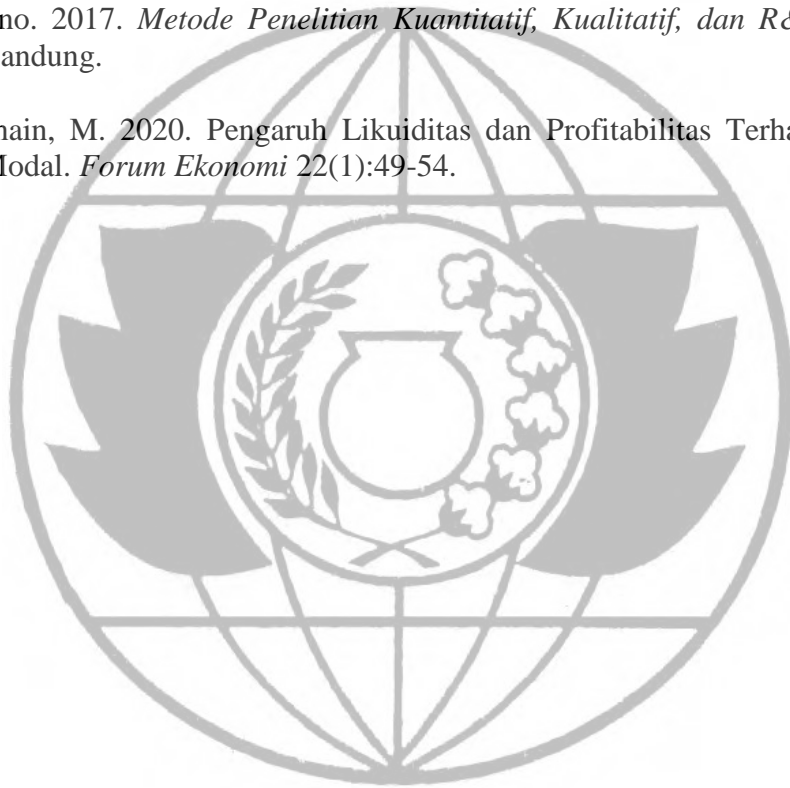 no. 2017. Metode Penelitian Kuantitatif, Kualitatif, dan R&
andung.
nain, M. 2020. Pengaruh Likuiditas dan Profitabilitas Terha
Modal. Forum Ekonomi 22(1):49-54.